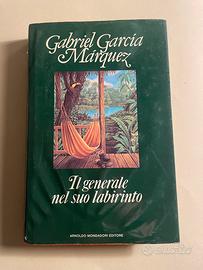 Gabriel García
Márquez
Il generale
nel suo labirinto
ARNOLDO MONDADORI EDITORE